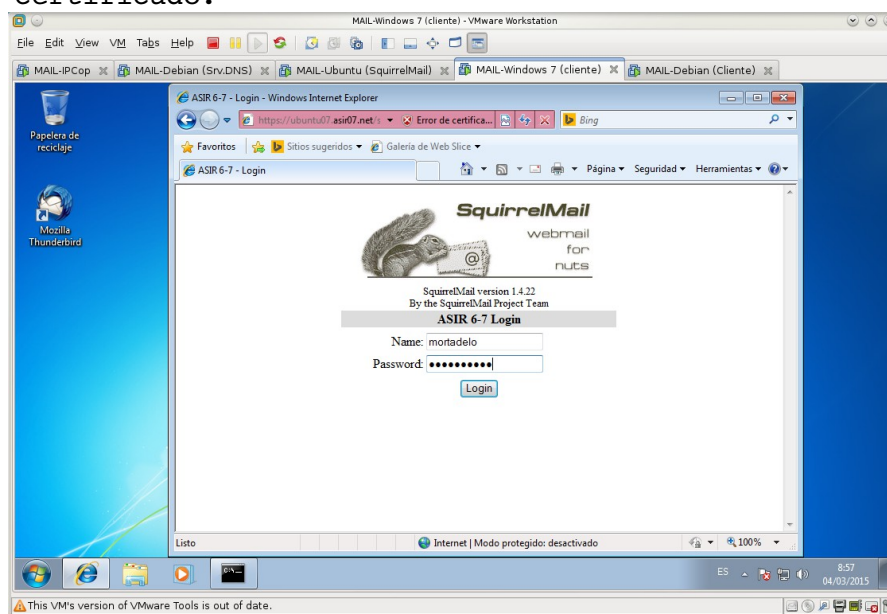 certificado.
MAIL-Windows 7 (cliente) - VMware Workstation
File Edit View VM Tabs Help
MAIL-IPCop MAIL-Debian (Srv.DNS) MAIL-Ubuntu (SquirrelMail) MAIL-Windows 7 (cliente) MAIL-Debian (Cliente)
Papelera de
reciclaje
Mozilla
Thunderbird
ASIR 6-7 - Login - Windows Internet Explorer
https://ubuntu07.asir07.net/ Error de certifica... Bing
Favoritos Sitios sugeridos Galería de Web Slice
ASIR 6-7 - Login Página Seguridad Herramientas
SquirrelMail
webmail
for
nuts
SquirrelMail version 1.4.22
By the SquirrelMail Project Team
ASIR 6-7 Login
Name: mortadelo
Password: ••••••••••
Login
Listo Internet | Modo protegido: desactivado 100%
ES 8:57
04/03/2015
This VM's version of VMware Tools is out of date.